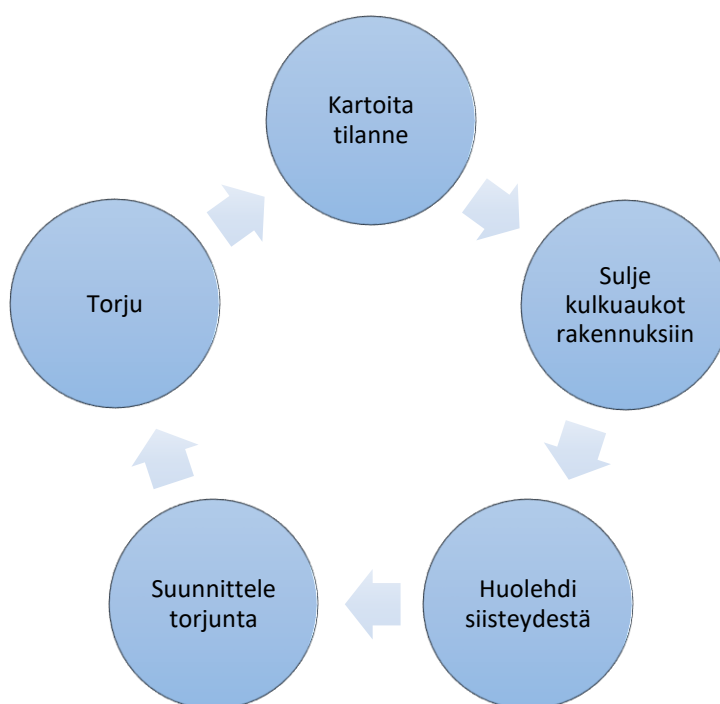 Kartoita
tilanne
Sulje
kulkuaukot
rakennuksiin
Huolehdi
siisteydestä
Suunnittele
torjunta
Torju